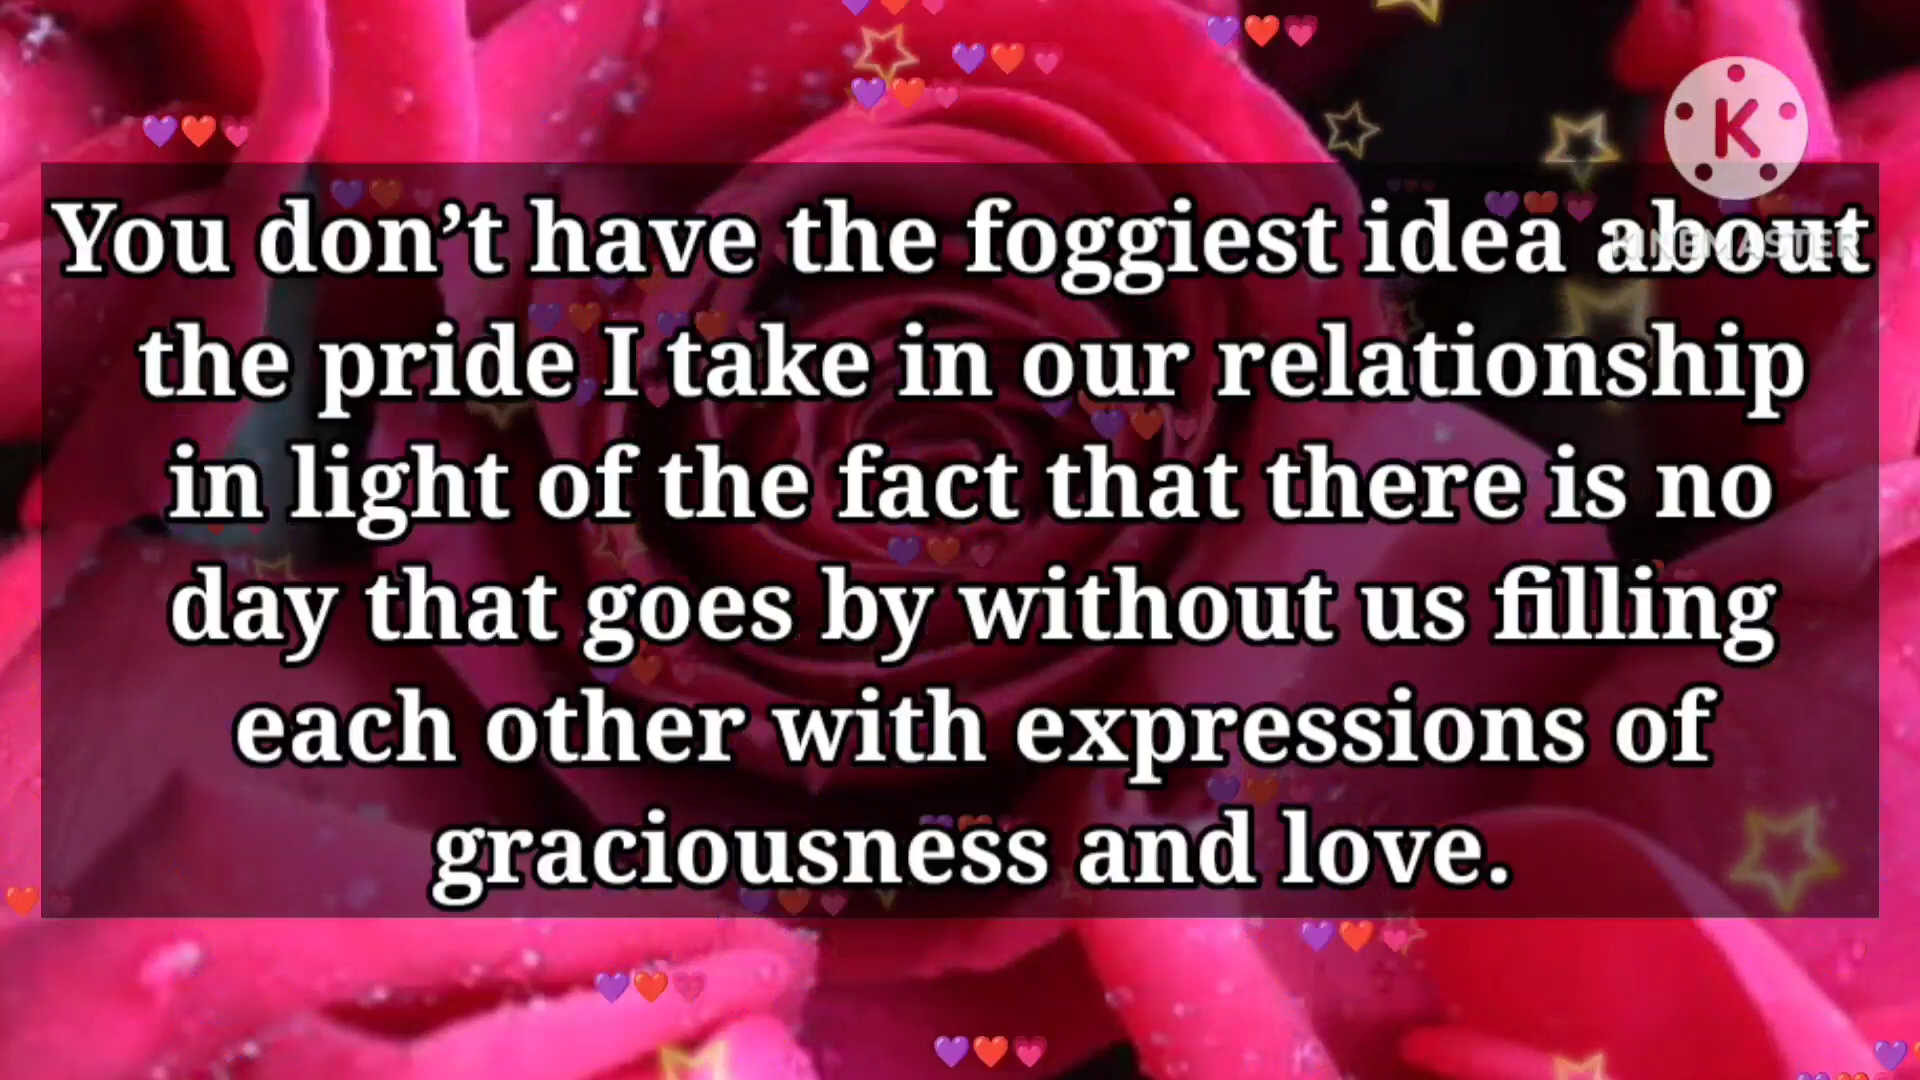 K
KINEMASTER
You don’t have the foggiest idea about
the pride I take in our relationship
in light of the fact that there is no
day that goes by without us filling
each other with expressions of
graciousness and love.